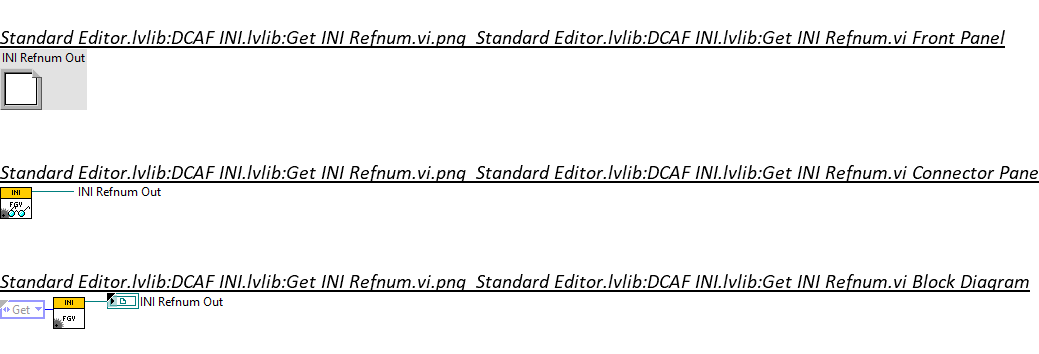 Standard Editor.lvlib:DCAF INI.lvlib:Get INI Refnum.vi.png  Standard Editor.lvlib:DCAF INI.lvlib:Get INI Refnum.vi Front Panel
INI Refnum Out
Standard Editor.lvlib:DCAF INI.lvlib:Get INI Refnum.vi.png  Standard Editor.lvlib:DCAF INI.lvlib:Get INI Refnum.vi Connector Pane
INI
INI Refnum Out
FGV
Standard Editor.lvlib:DCAF INI.lvlib:Get INI Refnum.vi.png  Standard Editor.lvlib:DCAF INI.lvlib:Get INI Refnum.vi Block Diagram
INI
INI Refnum Out
Get
FGV